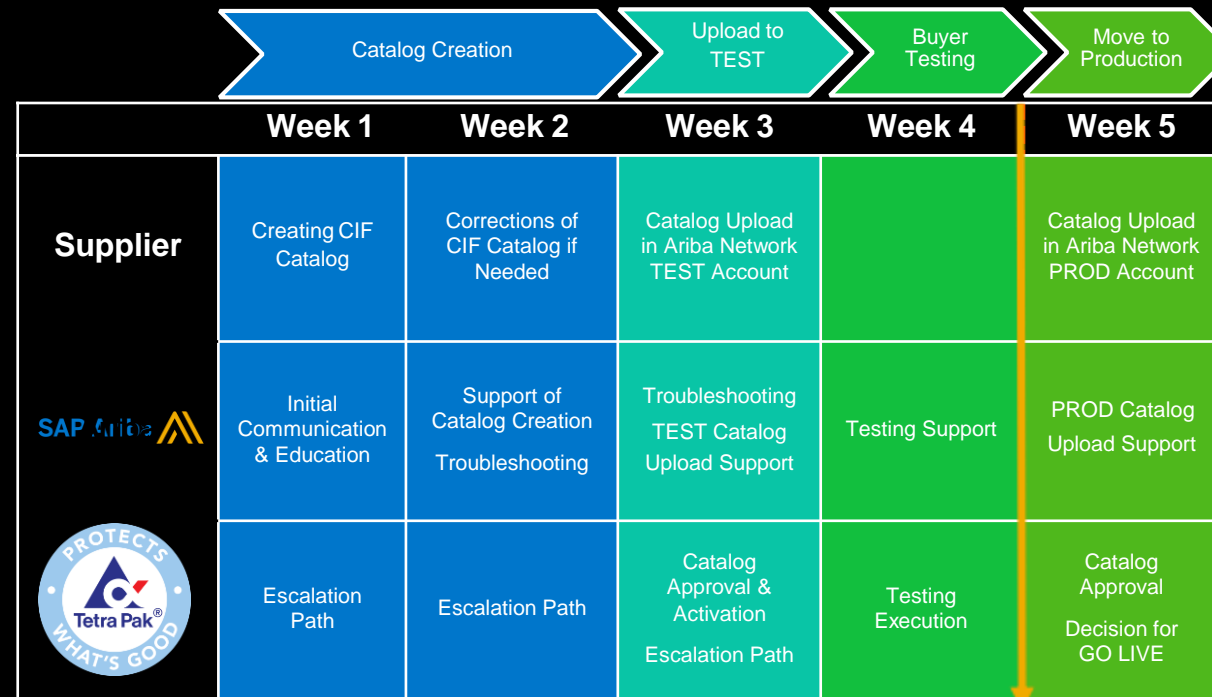 Catalog Creation
Upload to
TEST
Buyer
Testing
Move to
Production
Week 1
Week 2
Week 3
Week 4
Week 5
Supplier
Creating CIF
Catalog
Corrections of
CIF Catalog if
Needed
Catalog Upload
in Ariba Network
TEST Account
Catalog Upload
in Ariba Network
PROD Account
SAP Ariba
Initial
Communication
& Education
Support of
Catalog Creation
Troubleshooting
Troubleshooting
TEST Catalog
Upload Support
Testing Support
PROD Catalog
Upload Support
PROTECTS
Tetra Pak®
WHAT'S GOOD
Escalation
Path
Escalation Path
Catalog
Approval &
Activation
Escalation Path
Testing
Execution
Catalog
Approval
Decision for
GO LIVE